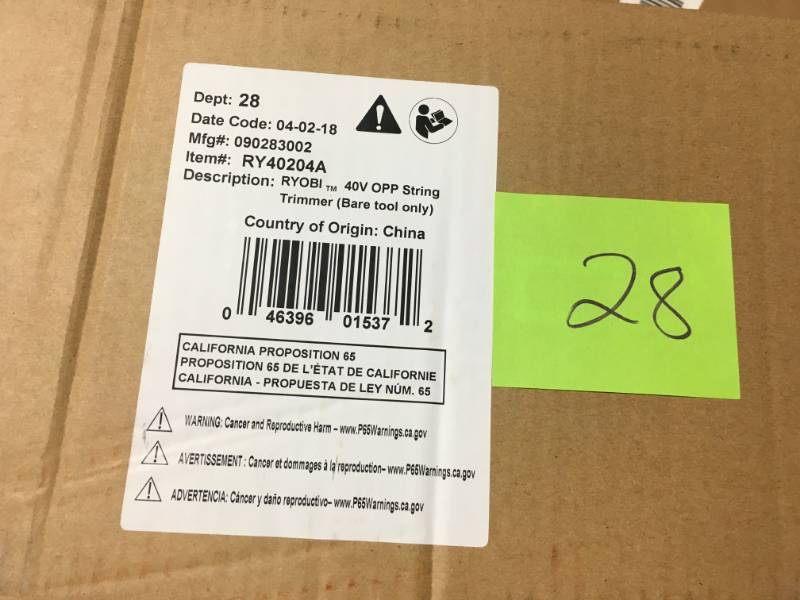 Dept: 28
Date Code: 04-02-18
Mfg#: 090283002
Item#: RY40204A
Description: RYOBI™ 40V OPP String
Trimmer (Bare tool only)
Country of Origin: China
0 46396 01537 2
CALIFORNIA PROPOSITION 65
PROPOSITION 65 DE L'ÉTAT DE CALIFORNIE
CALIFORNIA - PROPUESTA DE LEY NÚM. 65
WARNING: Cancer and Reproductive Harm – www.P65Warnings.ca.gov
AVERTISSEMENT : Cancer et dommages à la reproduction– www.P65Warnings.ca.gov
ADVERTENCIA: Cáncer y daño reproductivo– www.P65Warnings.ca.gov
28